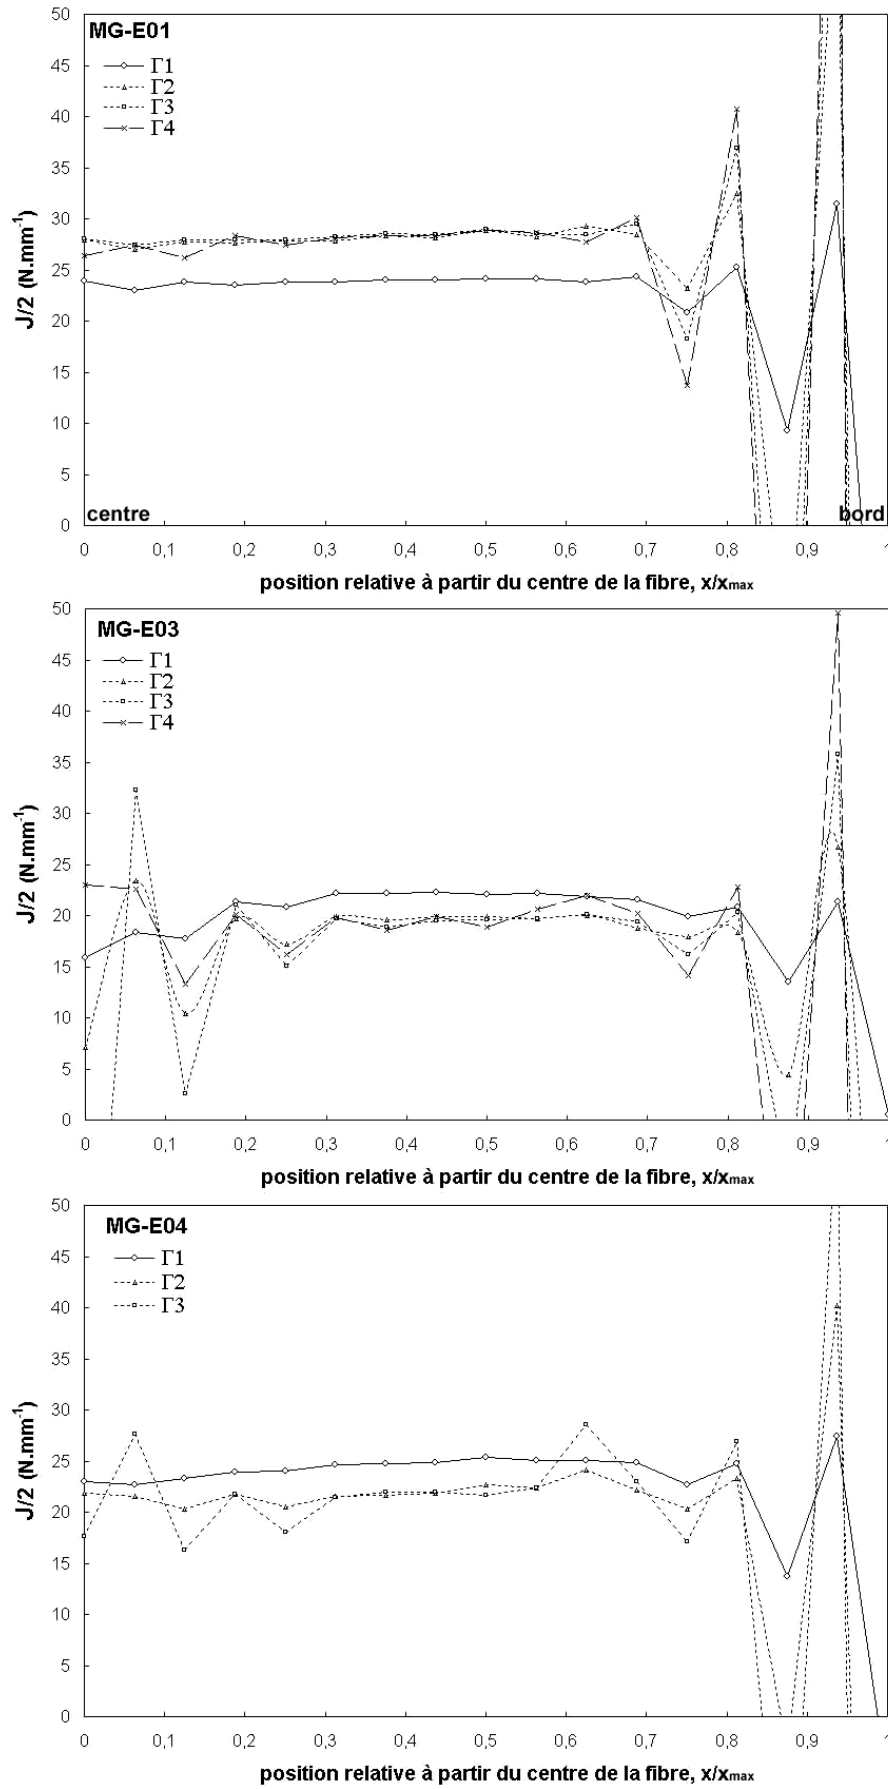 50
MG-E01
45
Γ1
Γ2
40
Γ3
Γ4
35
30
25
20
15
10
5
0
centre
bord
0 0,1 0,2 0,3 0,4 0,5 0,6 0,7 0,8 0,9 1
J/2 (N.mm-1)
position relative à partir du centre de la fibre, x/xmax
50
MG-E03
45
Γ1
Γ2
40
Γ3
Γ4
35
30
25
20
15
10
5
0
0 0,1 0,2 0,3 0,4 0,5 0,6 0,7 0,8 0,9 1
J/2 (N.mm-1)
position relative à partir du centre de la fibre, x/xmax
50
MG-E04
45
Γ1
Γ2
40
Γ3
35
30
25
20
15
10
5
0
0 0,1 0,2 0,3 0,4 0,5 0,6 0,7 0,8 0,9 1
J/2 (N.mm-1)
position relative à partir du centre de la fibre, x/xmax